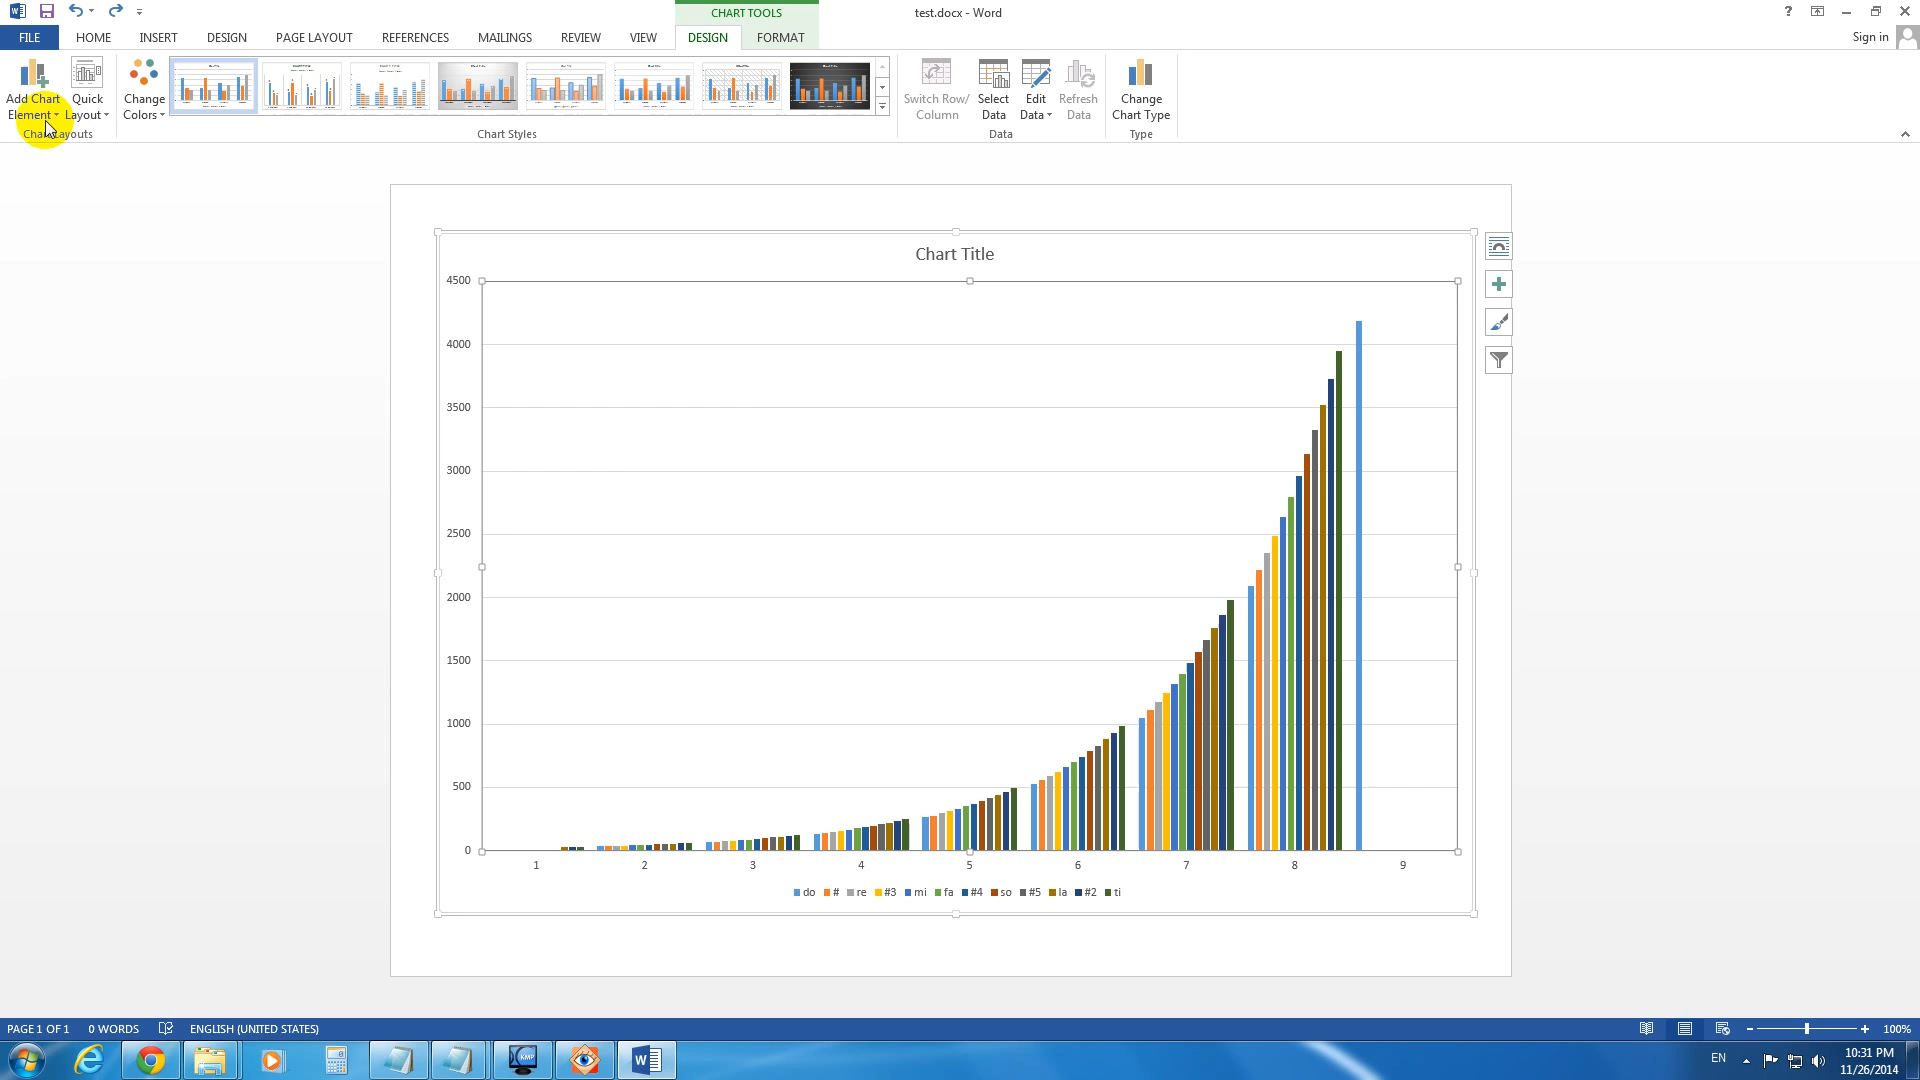 CHART TOOLS
test.docx - Word
?
FILE HOME INSERT DESIGN PAGE LAYOUT REFERENCES MAILINGS REVIEW VIEW DESIGN FORMAT
Sign in
Add Chart Element
Quick Layout
Change Colors
Switch Row/ Column
Select Data
Edit Data
Refresh Data
Change Chart Type
Chart Layouts
Chart Styles
Data
Type
Chart Title
4500
4000
3500
3000
2500
2000
1500
1000
500
0
1 2 3 4 5 6 7 8 9
do # re #3 mi fa #4 so #5 la #2 ti
PAGE 1 OF 1 0 WORDS ENGLISH (UNITED STATES)
100%
KMP
EN
10:31 PM
11/26/2014